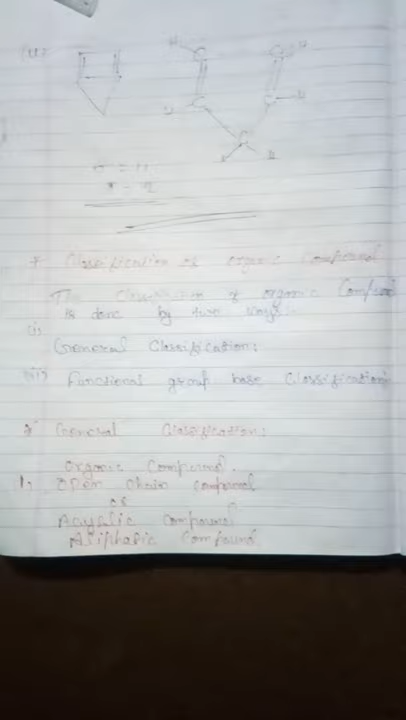 H H
C C
H C C H
C
H H
π = 2
* Classification of organic Compound
The classification of organic Compound
is done by two ways:-
(i)
General Classification:
(ii) Functional group base Classification
* General Classification:
Organic Compound.
1, Open chain compound
or
Acyclic Compound
Aliphatic Compound.